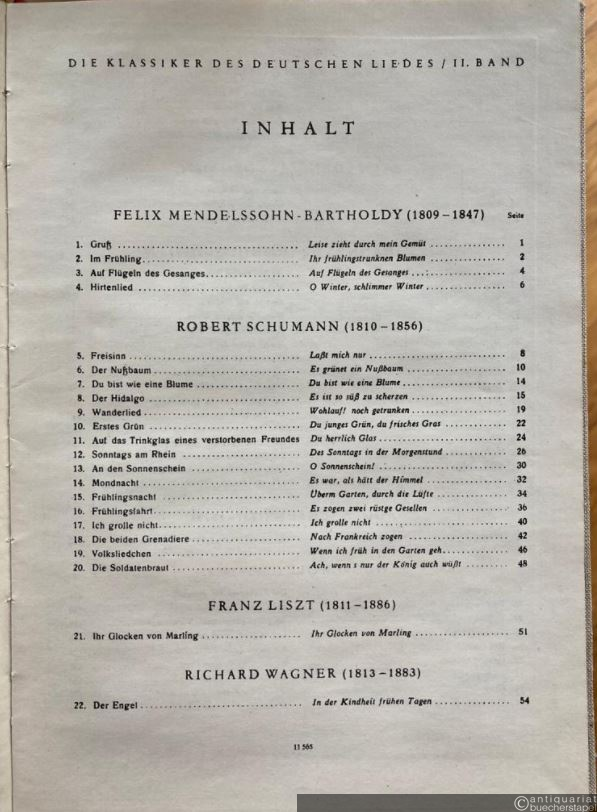 DIE KLASSIKER DES DEUTSCHEN LIEDES / II. BAND
INHALT
FELIX MENDELSSOHN-BARTHOLDY (1809–1847) Seite
1. Gruß .................................... Leise zieht durch mein Gemüt ............... 1
2. Im Frühling............................... Ihr frühlingstrunknen Blumen .............. 2
3. Auf Flügeln des Gesanges.................. Auf Flügeln des Gesanges .................. 4
4. Hirtenlied ............................... O Winter, schlimmer Winter ................ 6
ROBERT SCHUMANN (1810–1856)
5. Freisinn ................................. Laßt mich nur ............................. 8
6. Der Nußbaum............................... Es grünet ein Nußbaum ..................... 10
7. Du bist wie eine Blume ................... Du bist wie eine Blume .................... 14
8. Der Hidalgo .............................. Es ist so süß zu scherzen ................. 15
9. Wanderlied ............................... Wohlauf! noch getrunken ................... 19
10. Erstes Grün ............................. Du junges Grün, du frisches Gras .......... 22
11. Auf das Trinkglas eines verstorbenen Freundes Du herrlich Glas ...................... 24
12. Sonntags am Rhein ....................... Des Sonntags in der Morgenstund ........... 26
13. An den Sonnenschein ..................... O Sonnenschein! ........................... 30
14. Mondnacht ............................... Es war, als hätt der Himmel ............... 32
15. Frühlingsnacht .......................... Überm Garten, durch die Lüfte ............. 34
16. Frühlingsfahrt........................... Es zogen zwei rüstge Gesellen ............. 36
17. Ich grolle nicht......................... Ich grolle nicht .......................... 40
18. Die beiden Grenadiere ................... Nach Frankreich zogen ..................... 42
19. Volksliedchen ........................... Wenn ich früh in den Garten geh............ 46
20. Die Soldatenbraut ....................... Ach, wenn s nur der König auch wüßt ....... 48
FRANZ LISZT (1811–1886)
21. Ihr Glocken von Marling ................. Ihr Glocken von Marling ................... 51
RICHARD WAGNER (1813–1883)
22. Der Engel ............................... In der Kindheit frühen Tagen .............. 54
11 565
©antiquariat
buecherstapel